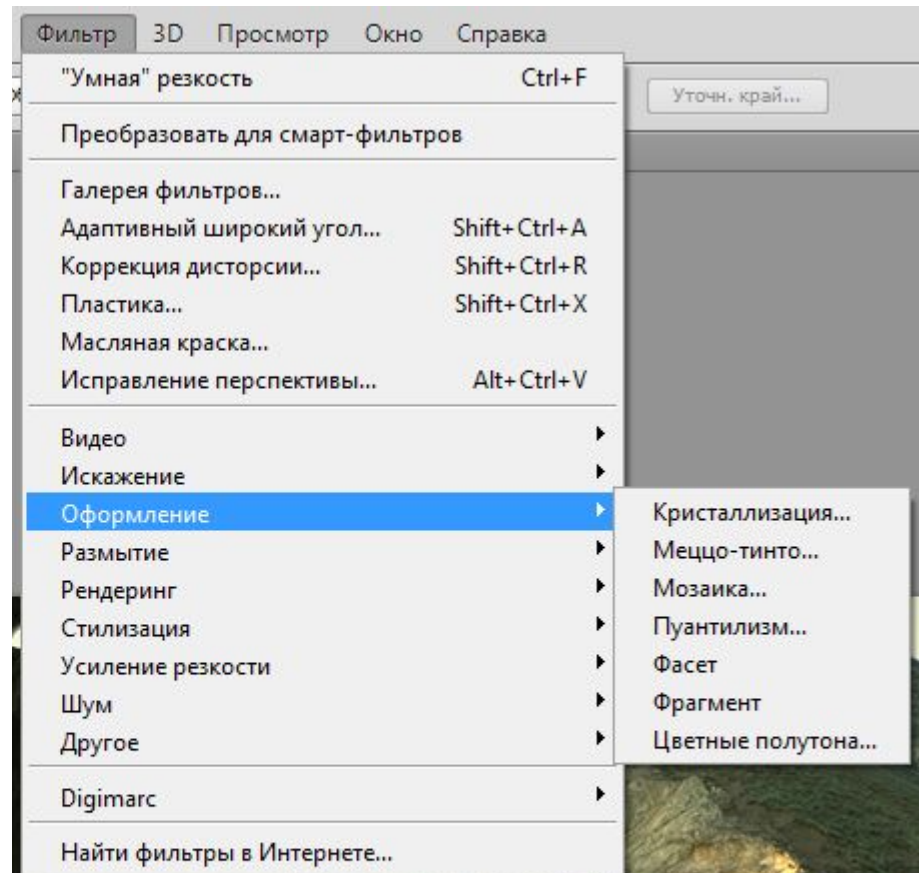 Фильтр 3D Просмотр Окно Справка
"Умная" резкость Ctrl+F
Уточн. край...
Преобразовать для смарт-фильтров
Галерея фильтров...
Адаптивный широкий угол... Shift+Ctrl+A
Коррекция дисторсии... Shift+Ctrl+R
Пластика... Shift+Ctrl+X
Масляная краска...
Исправление перспективы... Alt+Ctrl+V
Видео
Искажение
Оформление
Кристаллизация...
Размытие
Меццо-тинто...
Рендеринг
Мозаика...
Стилизация
Пуантилизм...
Усиление резкости
Фасет
Шум
Фрагмент
Другое
Цветные полутона...
Digimarc
Найти фильтры в Интернете...